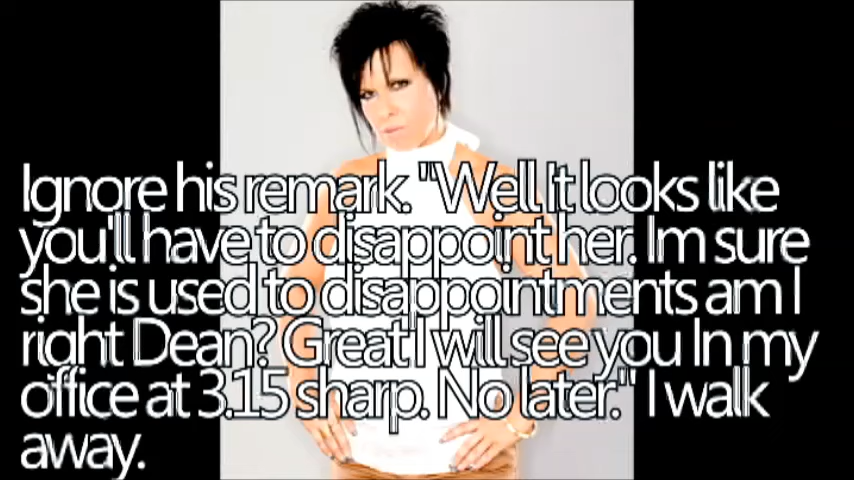 Ignore his remark. "Well It looks like
you'll have to disappoint her. Im sure
she is used to disappointments am I
right Dean? Great I will see you In my
office at 3.15 sharp. No later." I walk
away.